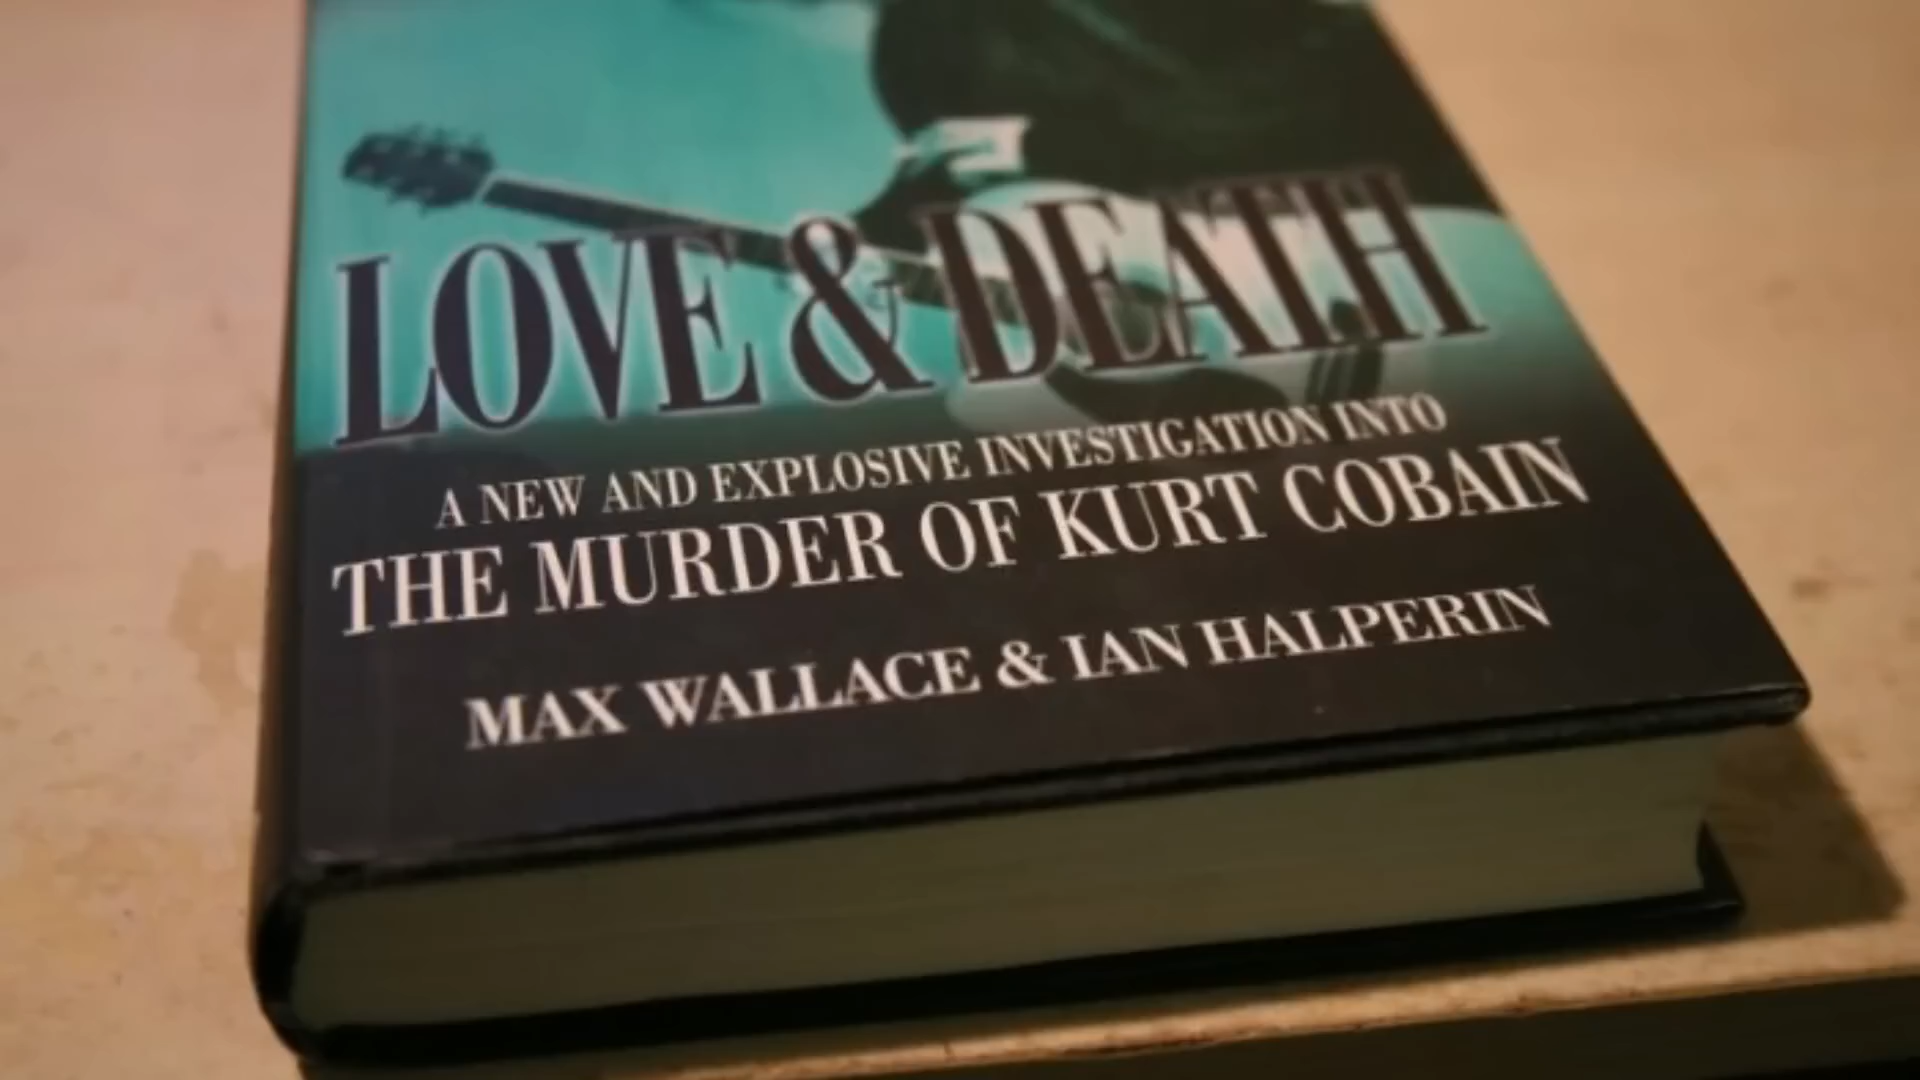 LOVE & DEATH
A NEW AND EXPLOSIVE INVESTIGATION INTO
THE MURDER OF KURT COBAIN
MAX WALLACE & IAN HALPERIN